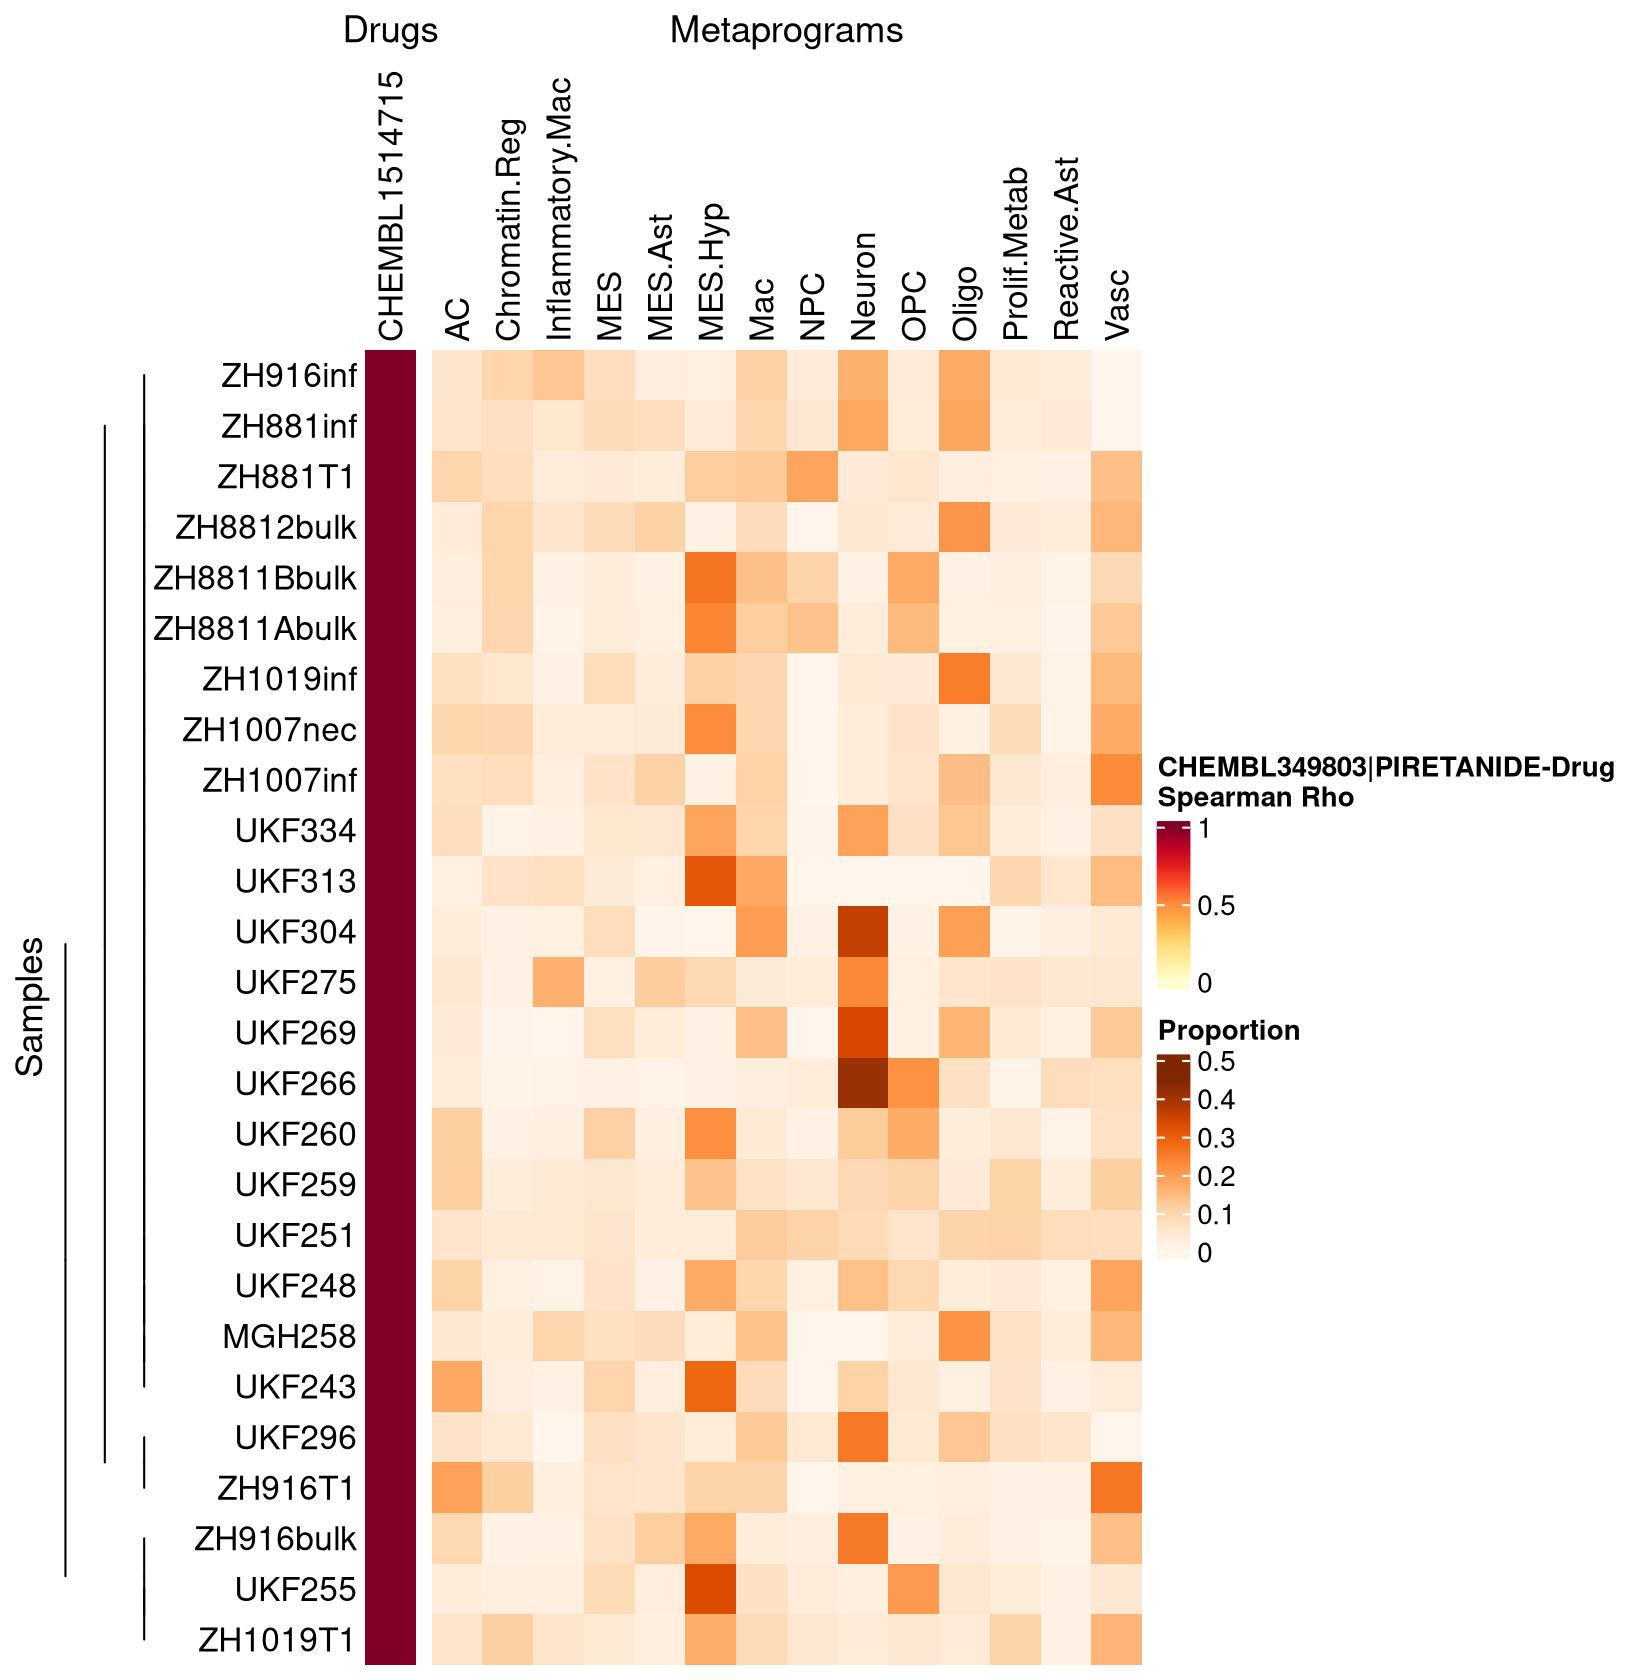 Drugs
Metaprograms
CHEMBL1514715
AC
Chromatin.Reg
Inflammatory.Mac
MES
MES.Ast
MES.Hyp
Mac
NPC
Neuron
OPC
Oligo
Prolif.Metab
Reactive.Ast
Vasc
Samples
ZH916inf
ZH881inf
ZH881T1
ZH8812bulk
ZH8811Bbulk
ZH8811Abulk
ZH1019inf
ZH1007nec
ZH1007inf
UKF334
UKF313
UKF304
UKF275
UKF269
UKF266
UKF260
UKF259
UKF251
UKF248
MGH258
UKF243
UKF296
ZH916T1
ZH916bulk
UKF255
ZH1019T1
CHEMBL349803|PIRETANIDE-Drug
Spearman Rho
1
0.5
0
Proportion
0.5
0.4
0.3
0.2
0.1
0